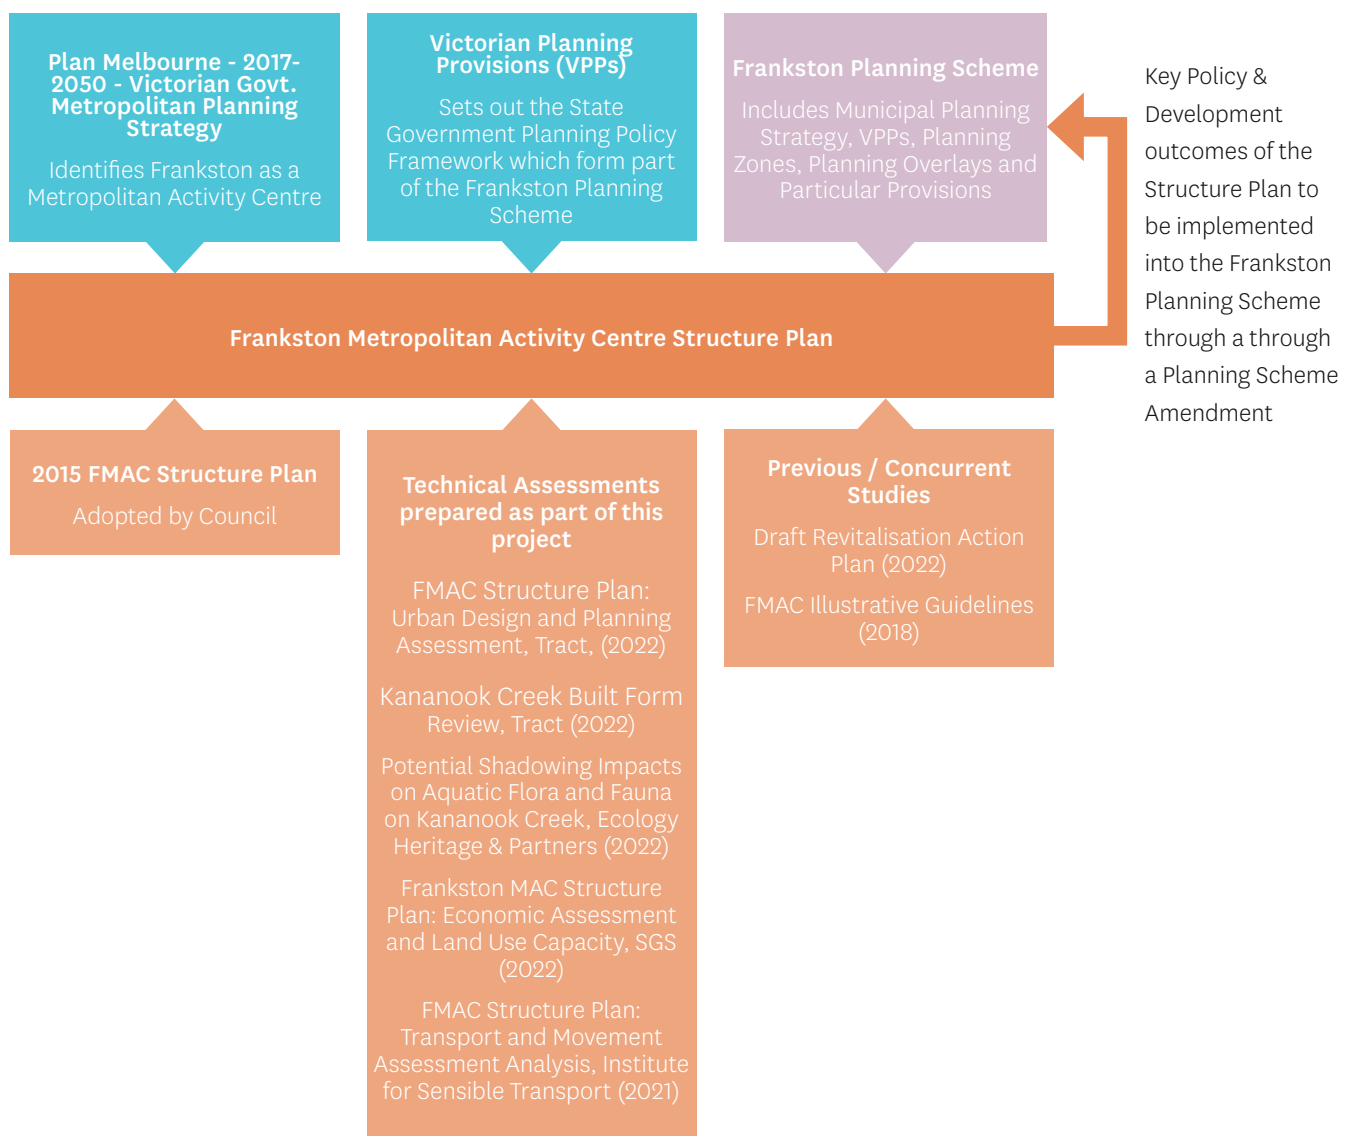 Plan Melbourne - 2017-
2050 - Victorian Govt.
Metropolitan Planning
Strategy
Identifies Frankston as a
Metropolitan Activity Centre
Victorian Planning
Provisions (VPPs)
Sets out the State
Government Planning Policy
Framework which form part
of the Frankston Planning
Scheme
Frankston Planning Scheme
Includes Municipal Planning
Strategy, VPPs, Planning
Zones, Planning Overlays and
Particular Provisions
Key Policy &
Development
outcomes of the
Structure Plan to
be implemented
into the Frankston
Planning Scheme
through a through
a Planning Scheme
Amendment
Frankston Metropolitan Activity Centre Structure Plan
2015 FMAC Structure Plan
Adopted by Council
Technical Assessments
prepared as part of this
project
FMAC Structure Plan:
Urban Design and Planning
Assessment, Tract, (2022)
Kananook Creek Built Form
Review, Tract (2022)
Potential Shadowing Impacts
on Aquatic Flora and Fauna
on Kananook Creek, Ecology
Heritage & Partners (2022)
Frankston MAC Structure
Plan: Economic Assessment
and Land Use Capacity, SGS
(2022)
FMAC Structure Plan:
Transport and Movement
Assessment Analysis, Institute
for Sensible Transport (2021)
Previous / Concurrent
Studies
Draft Revitalisation Action
Plan (2022)
FMAC Illustrative Guidelines
(2018)